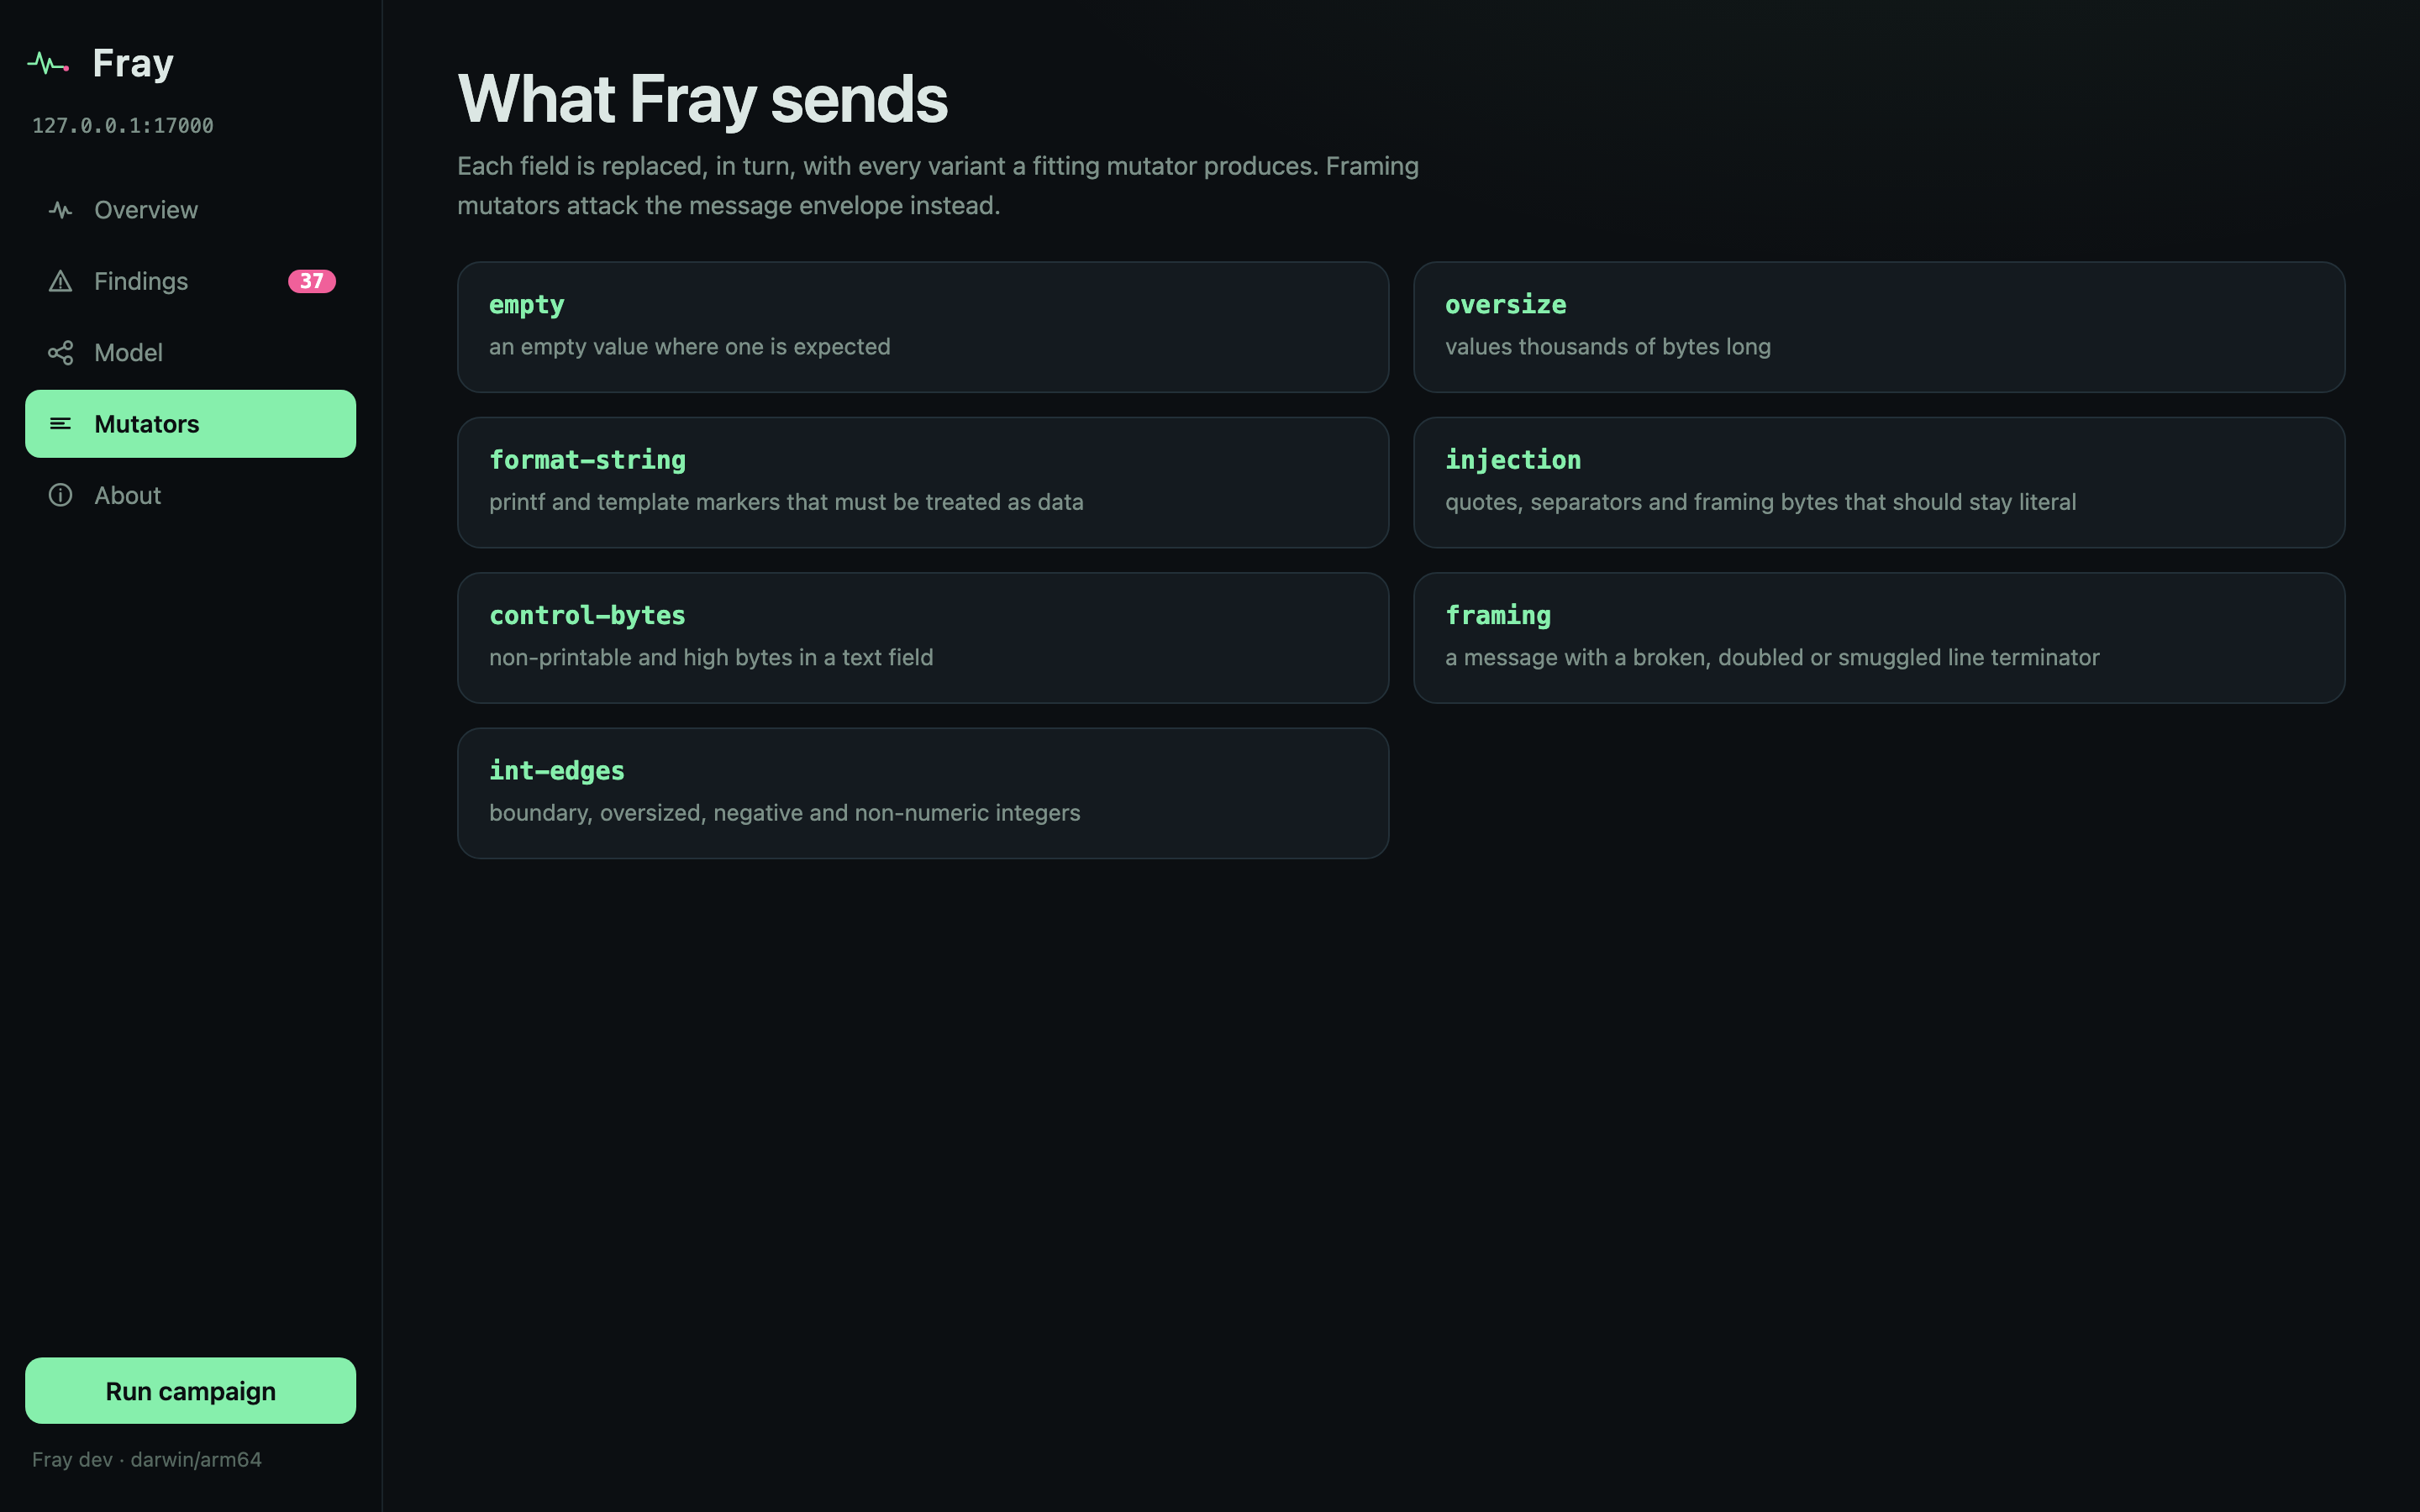 Fray
127.0.0.1:17000
Overview
Findings 37
Model
Mutators
About
Run campaign
Fray dev · darwin/arm64
What Fray sends
Each field is replaced, in turn, with every variant a fitting mutator produces. Framing
mutators attack the message envelope instead.
empty
an empty value where one is expected
oversize
values thousands of bytes long
format-string
printf and template markers that must be treated as data
injection
quotes, separators and framing bytes that should stay literal
control-bytes
non-printable and high bytes in a text field
framing
a message with a broken, doubled or smuggled line terminator
int-edges
boundary, oversized, negative and non-numeric integers